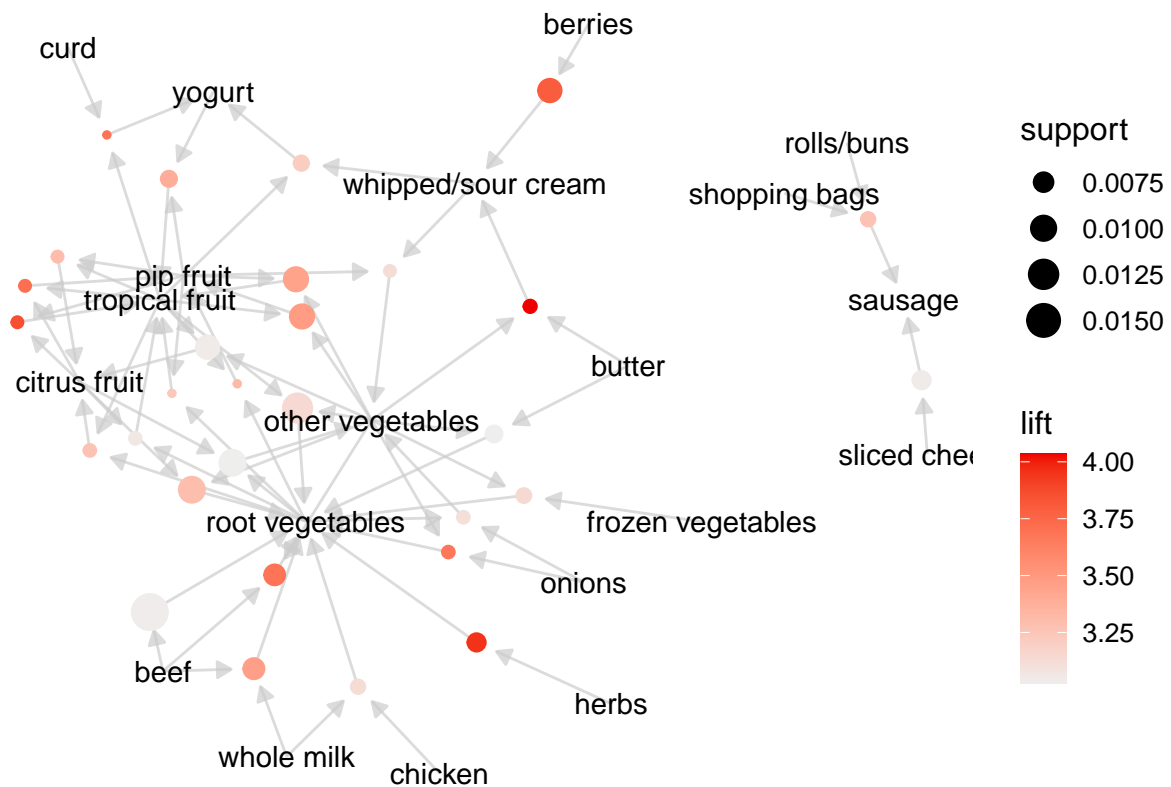 berries
curd
yogurt
rolls/buns
whipped/sour cream
shopping bags
pip fruit
tropical fruit
sausage
butter
citrus fruit
other vegetables
sliced chee
root vegetables
frozen vegetables
onions
beef
herbs
whole milk
chicken
support
0.0075
0.0100
0.0125
0.0150
lift
4.00
3.75
3.50
3.25